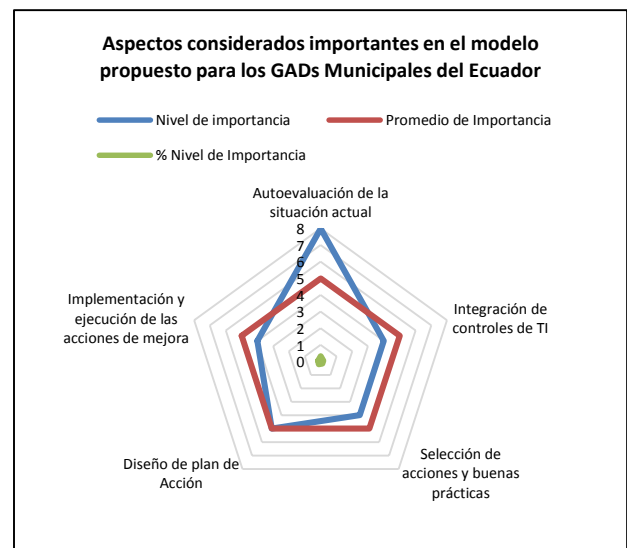 Aspectos considerados importantes en el modelo
propuesto para los GADs Municipales del Ecuador
Nivel de importancia
Promedio de Importancia
% Nivel de Importancia
Autoevaluación de la
situación actual
8
7
6
5
4
3
2
1
0
Integración de
controles de TI
Selección de
acciones y buenas
prácticas
Diseño de plan de
Acción
Implementación y
ejecución de las
acciones de mejora